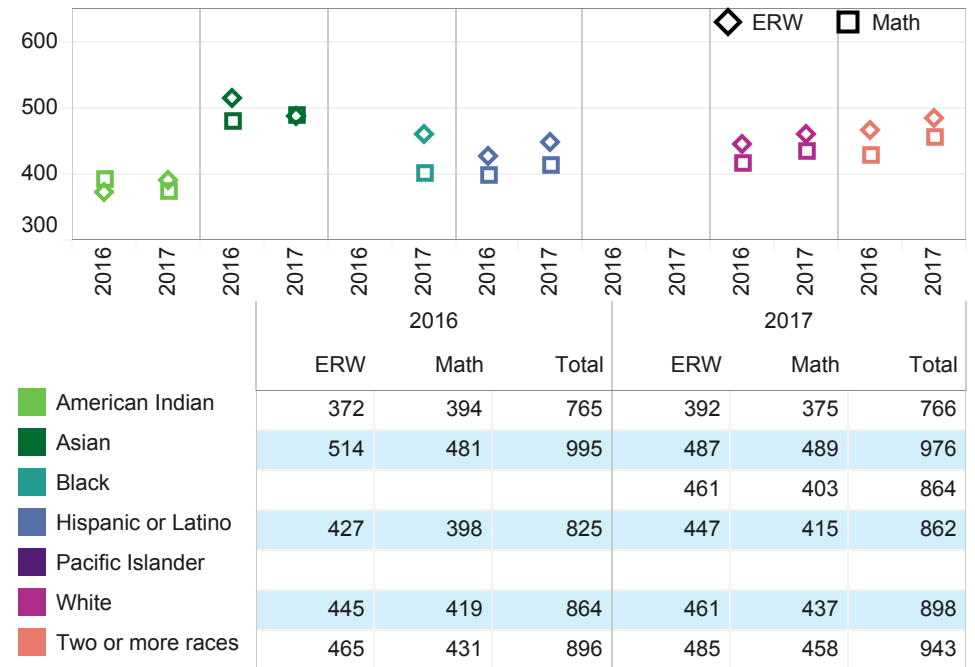 ERW Math
600
500
400
300
2016 2017 2016 2017 2016 2017 2016 2017 2016 2017 2016 2017 2016 2017
2016 2017
ERW Math Total ERW Math Total
American Indian 372 394 765 392 375 766
Asian 514 481 995 487 489 976
Black 461 403 864
Hispanic or Latino 427 398 825 447 415 862
Pacific Islander
White 445 419 864 461 437 898
Two or more races 465 431 896 485 458 943